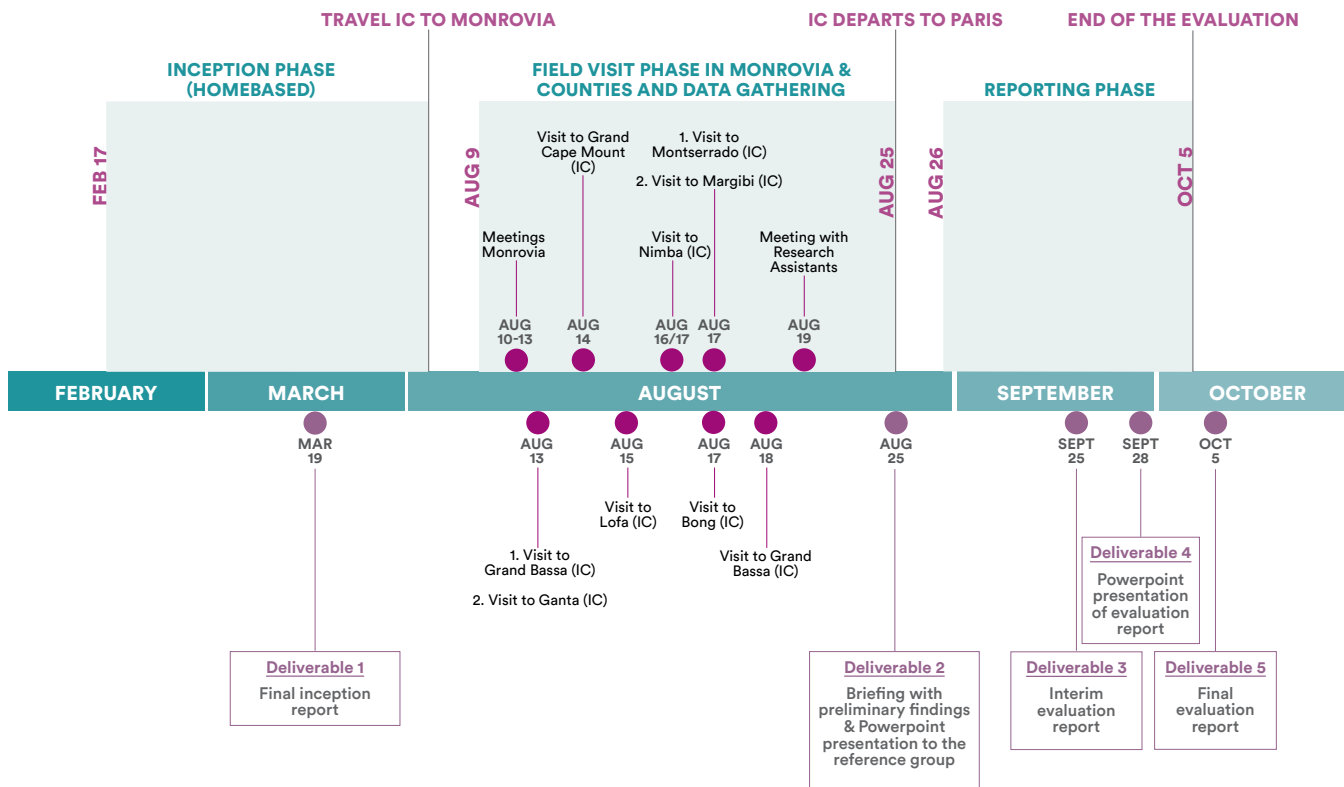 TRAVEL IC TO MONROVIA
IC DEPARTS TO PARIS
END OF THE EVALUATION
INCEPTION PHASE
(HOMEBASED)
FIELD VISIT PHASE IN MONROVIA &
COUNTIES AND DATA GATHERING
REPORTING PHASE
FEB 17
AUG 9
AUG 25
AUG 26
OCT 5
Visit to Grand
Cape Mount
(IC)
1. Visit to
Montserrado (IC)
2. Visit to Margibi (IC)
Meetings
Monrovia
Visit to
Nimba (IC)
Meeting with
Research
Assistants
AUG
10-13
AUG
14
AUG
16/17
AUG
17
AUG
19
FEBRUARY
MARCH
AUGUST
SEPTEMBER
OCTOBER
MAR
19
AUG
13
AUG
15
AUG
17
AUG
18
AUG
25
SEPT
25
SEPT
28
OCT
5
Visit to
Lofa (IC)
Visit to
Bong (IC)
1. Visit to
Grand Bassa (IC)
2. Visit to Ganta (IC)
Visit to Grand
Bassa (IC)
Deliverable 4
Powerpoint
presentation
of evaluation
report
Deliverable 1
Final inception
report
Deliverable 2
Briefing with
preliminary findings
& Powerpoint
presentation to the
reference group
Deliverable 3
Interim
evaluation
report
Deliverable 5
Final
evaluation
report